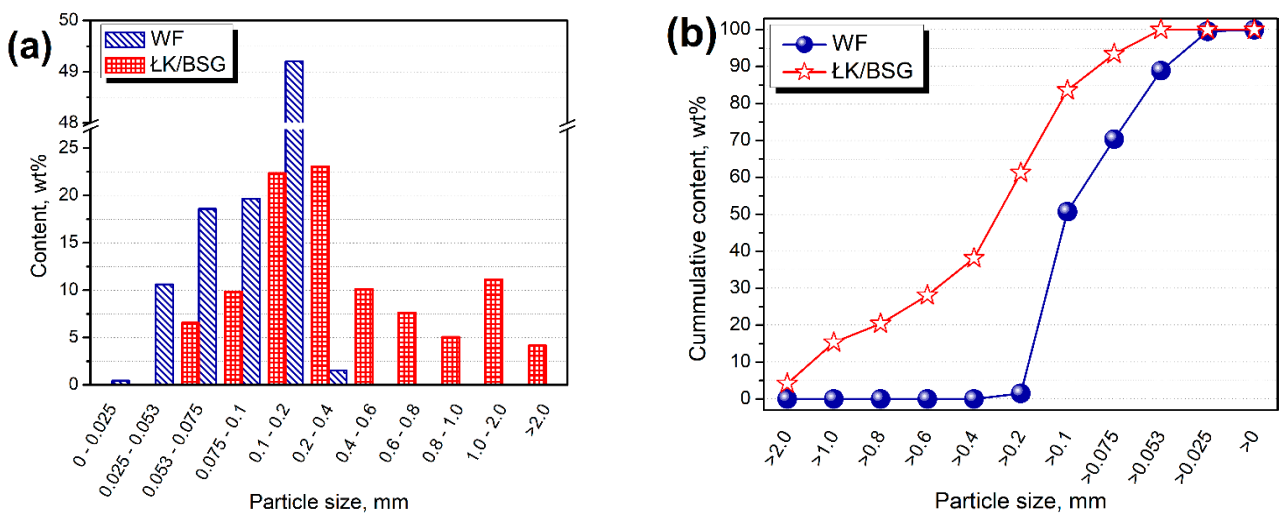 (a)
WF
ŁK/BSG
Content, wt%
50
49
48
25
20
15
10
5
0
0 - 0.025
0.025 - 0.053
0.053 - 0.075
0.075 - 0.1
0.1 - 0.2
0.2 - 0.4
0.4 - 0.6
0.6 - 0.8
0.8 - 1.0
1.0 - 2.0
>2.0
Particle size, mm
(b)
WF
ŁK/BSG
Cummulative content, wt%
100
90
80
70
60
50
40
30
20
10
0
>2.0
>1.0
>0.8
>0.6
>0.4
>0.2
>0.1
>0.075
>0.053
>0.025
>0
Particle size, mm